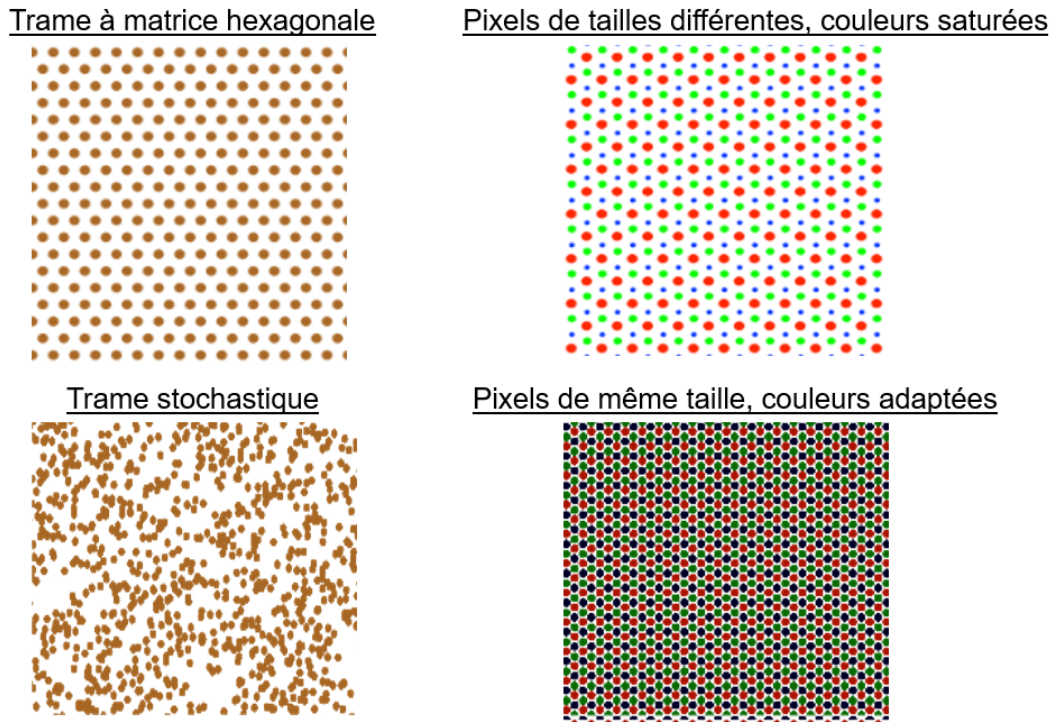 Trame à matrice hexagonale
Pixels de tailles différentes, couleurs saturées
Trame stochastique
Pixels de même taille, couleurs adaptées